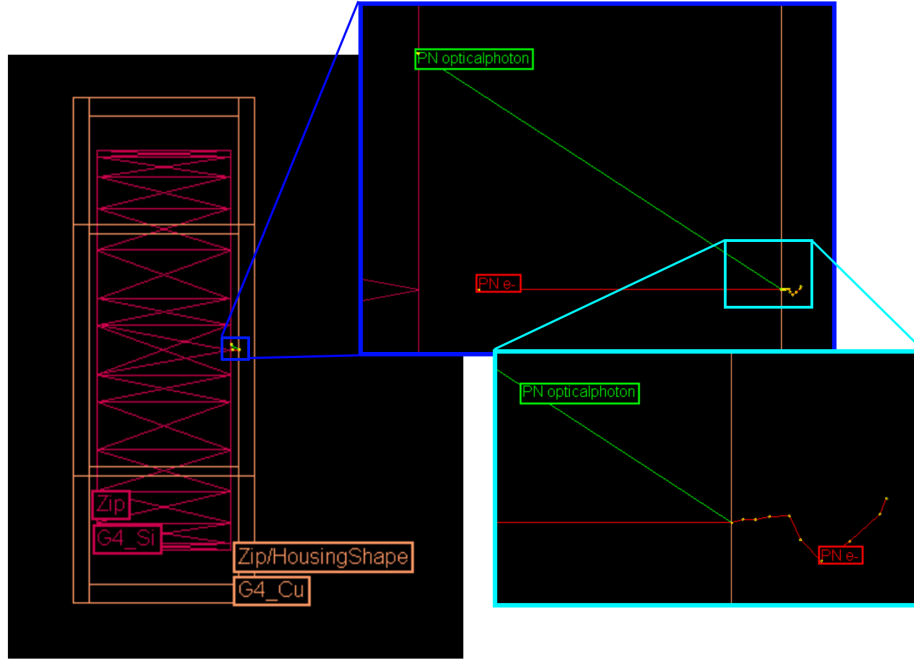 PN opticalphoton
PN e-
PN opticalphoton
PN e-
Zip
G4_Si
Zip/HousingShape
G4_Cu